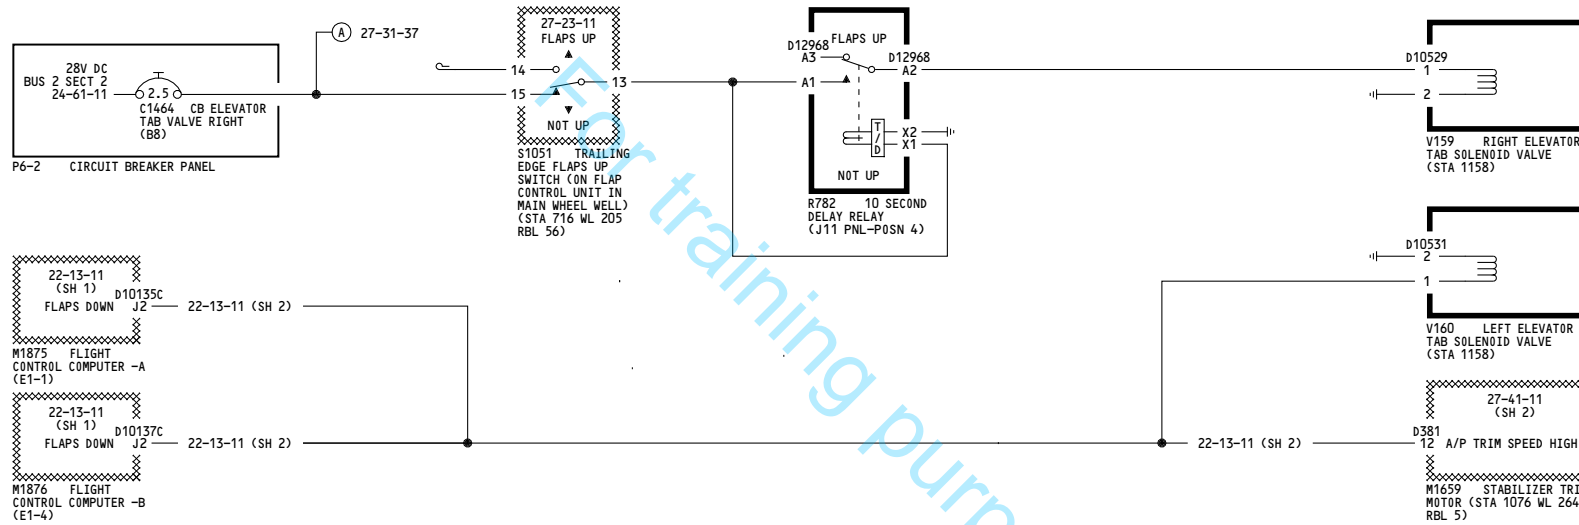 A 27-31-37
28V DC
BUS 2 SECT 2
24-61-11
2.5
C1464 CB ELEVATOR
TAB VALVE RIGHT
(B8)
P6-2 CIRCUIT BREAKER PANEL
27-23-11
FLAPS UP
14
15
13
NOT UP
S1051 TRAILING
EDGE FLAPS UP
SWITCH (ON FLAP
CONTROL UNIT IN
MAIN WHEEL WELL)
(STA 716 WL 205
RBL 56)
FLAPS UP
D12968
A3
D12968
A2
A1
T/D
X2
X1
NOT UP
R782 10 SECOND
DELAY RELAY
(J11 PNL-POSN 4)
D10529
1
2
V159 RIGHT ELEVATOR
TAB SOLENOID VALVE
(STA 1158)
D10531
2
1
V160 LEFT ELEVATOR
TAB SOLENOID VALVE
(STA 1158)
22-13-11
(SH 1)
D10135C
FLAPS DOWN J2 22-13-11 (SH 2)
M1875 FLIGHT
CONTROL COMPUTER -A
(E1-1)
22-13-11
(SH 1)
D10137C
FLAPS DOWN J2 22-13-11 (SH 2)
M1876 FLIGHT
CONTROL COMPUTER -B
(E1-4)
22-13-11 (SH 2)
27-41-11
(SH 2)
D381
12 A/P TRIM SPEED HIGH
M1659 STABILIZER TRI
MOTOR (STA 1076 WL 264
RBL 5)
For training purp